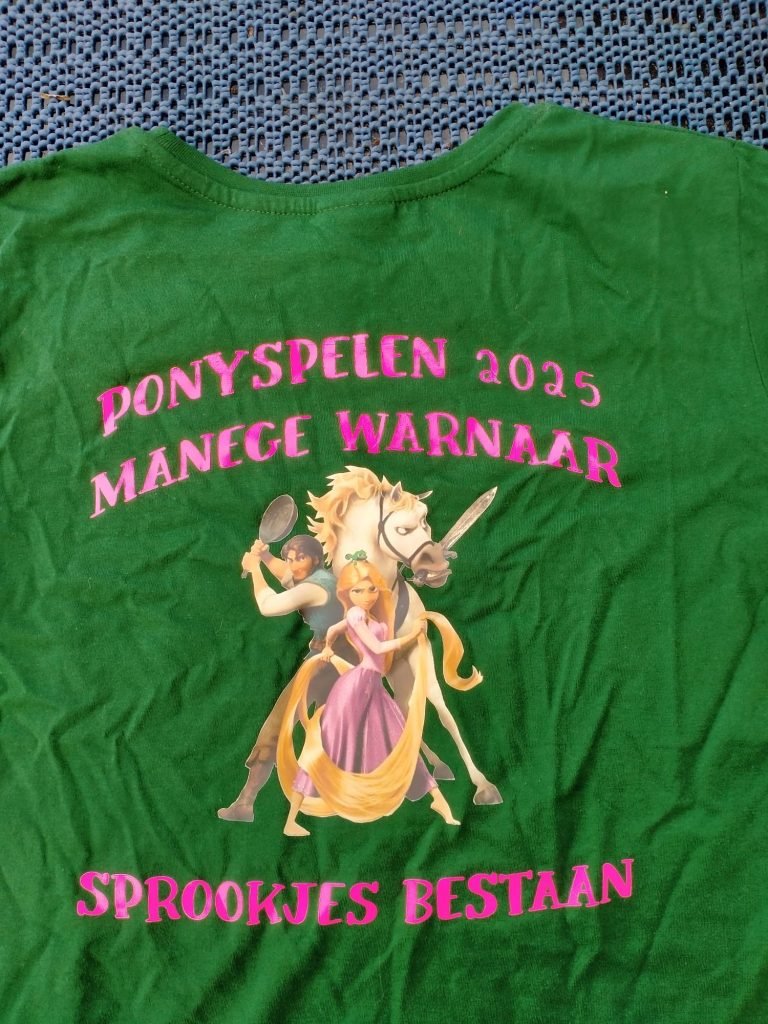 PONYSPELEN 2025
MANEGE WARNAAR
SPROOKJES BESTAAN